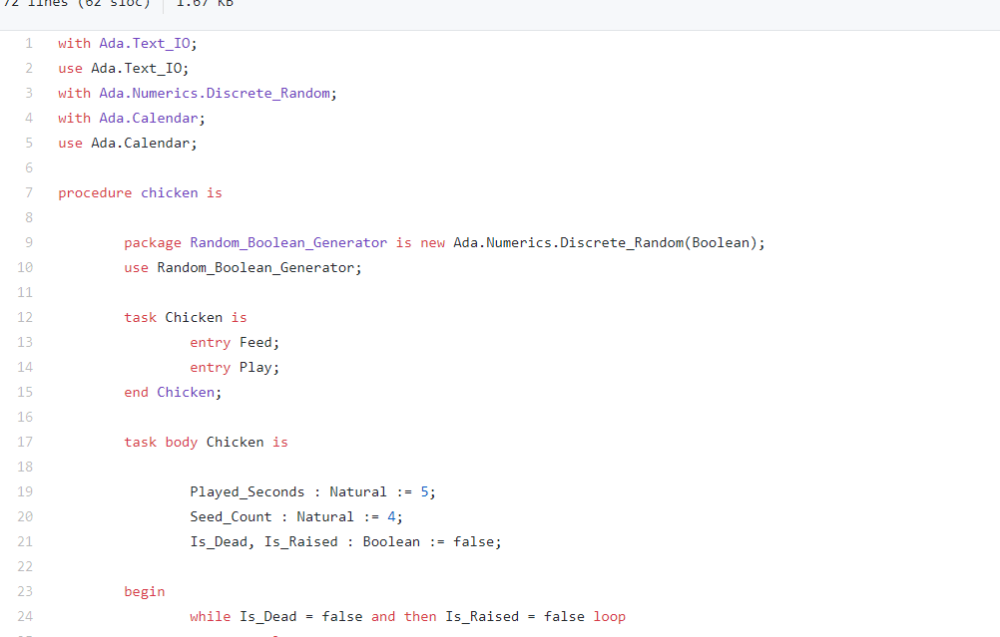 72 lines (62 sloc) 1.67 KB
1 with Ada.Text_IO;
2 use Ada.Text_IO;
3 with Ada.Numerics.Discrete_Random;
4 with Ada.Calendar;
5 use Ada.Calendar;
6
7 procedure chicken is
8
9 package Random_Boolean_Generator is new Ada.Numerics.Discrete_Random(Boolean);
10 use Random_Boolean_Generator;
11
12 task Chicken is
13 entry Feed;
14 entry Play;
15 end Chicken;
16
17 task body Chicken is
18
19 Played_Seconds : Natural := 5;
20 Seed_Count : Natural := 4;
21 Is_Dead, Is_Raised : Boolean := false;
22
23 begin
24 while Is_Dead = false and then Is_Raised = false loop